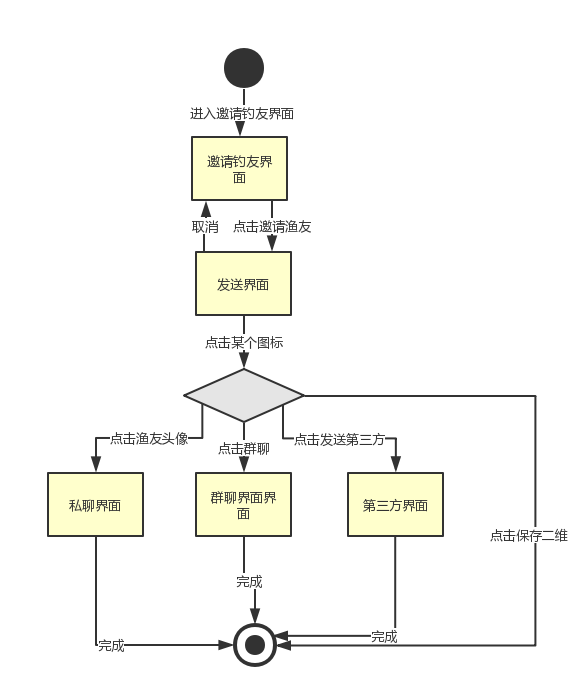 进入邀请钓友界面
邀请钓友界
面
取消
点击邀请渔友
发送界面
点击某个图标
点击渔友头像
点击群聊
点击发送第三方
私聊界面
群聊界面界
面
第三方界面
点击保存二维
完成
完成
完成